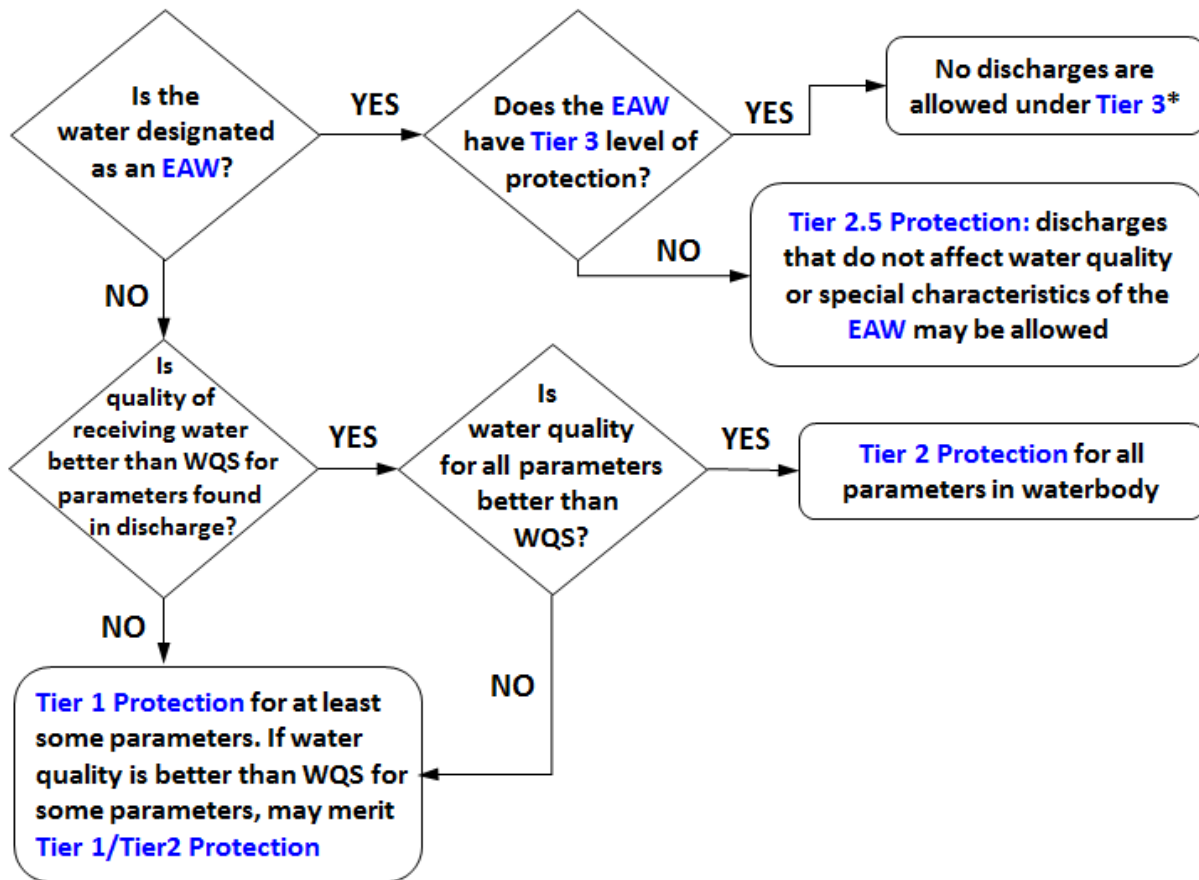 Is the
water designated
as an EAW?
YES
Does the EAW
have Tier 3 level of
protection?
YES
No discharges are
allowed under Tier 3*
NO
Tier 2.5 Protection: discharges
that do not affect water quality
or special characteristics of the
EAW may be allowed
NO
Is
quality of
receiving water
better than WQS for
parameters found
in discharge?
YES
Is
water quality
for all parameters
better than
WQS?
YES
Tier 2 Protection for all
parameters in waterbody
NO
NO
Tier 1 Protection for at least
some parameters. If water
quality is better than WQS for
some parameters, may merit
Tier 1/Tier2 Protection